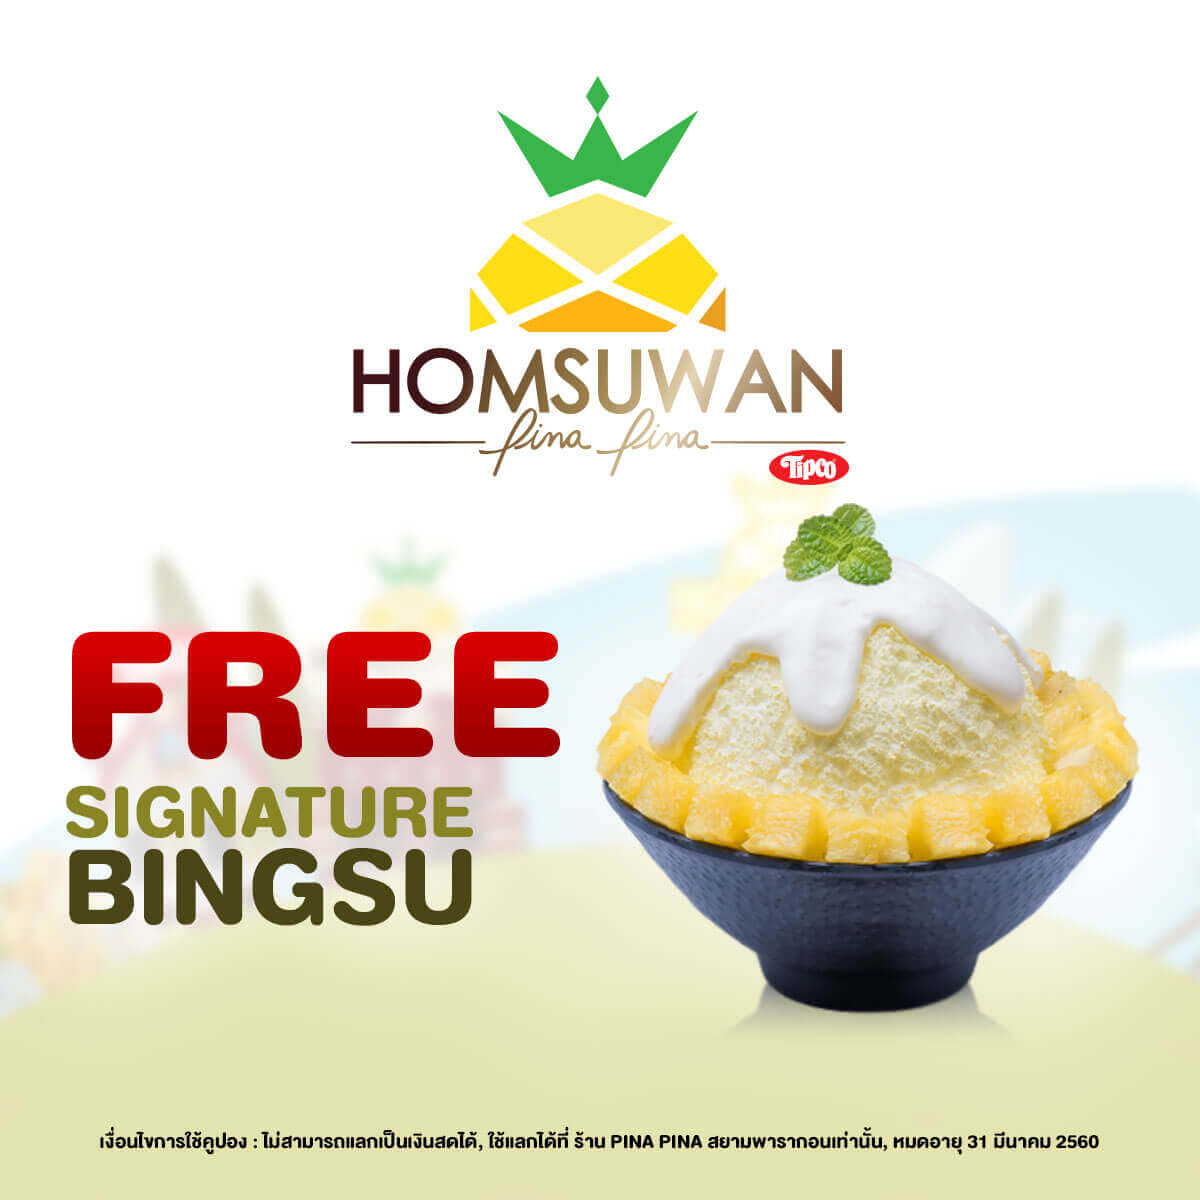 HOMSUWAN
Pina Pina
Tipco
FREE
SIGNATURE
BINGSU
เงื่อนไขการใช้คูปอง : ไม่สามารถแลกเป็นเงินสดได้, ใช้แลกได้ที่ ร้าน PINA PINA สยามพารากอนเท่านั้น, หมดอายุ 31 มีนาคม 2560